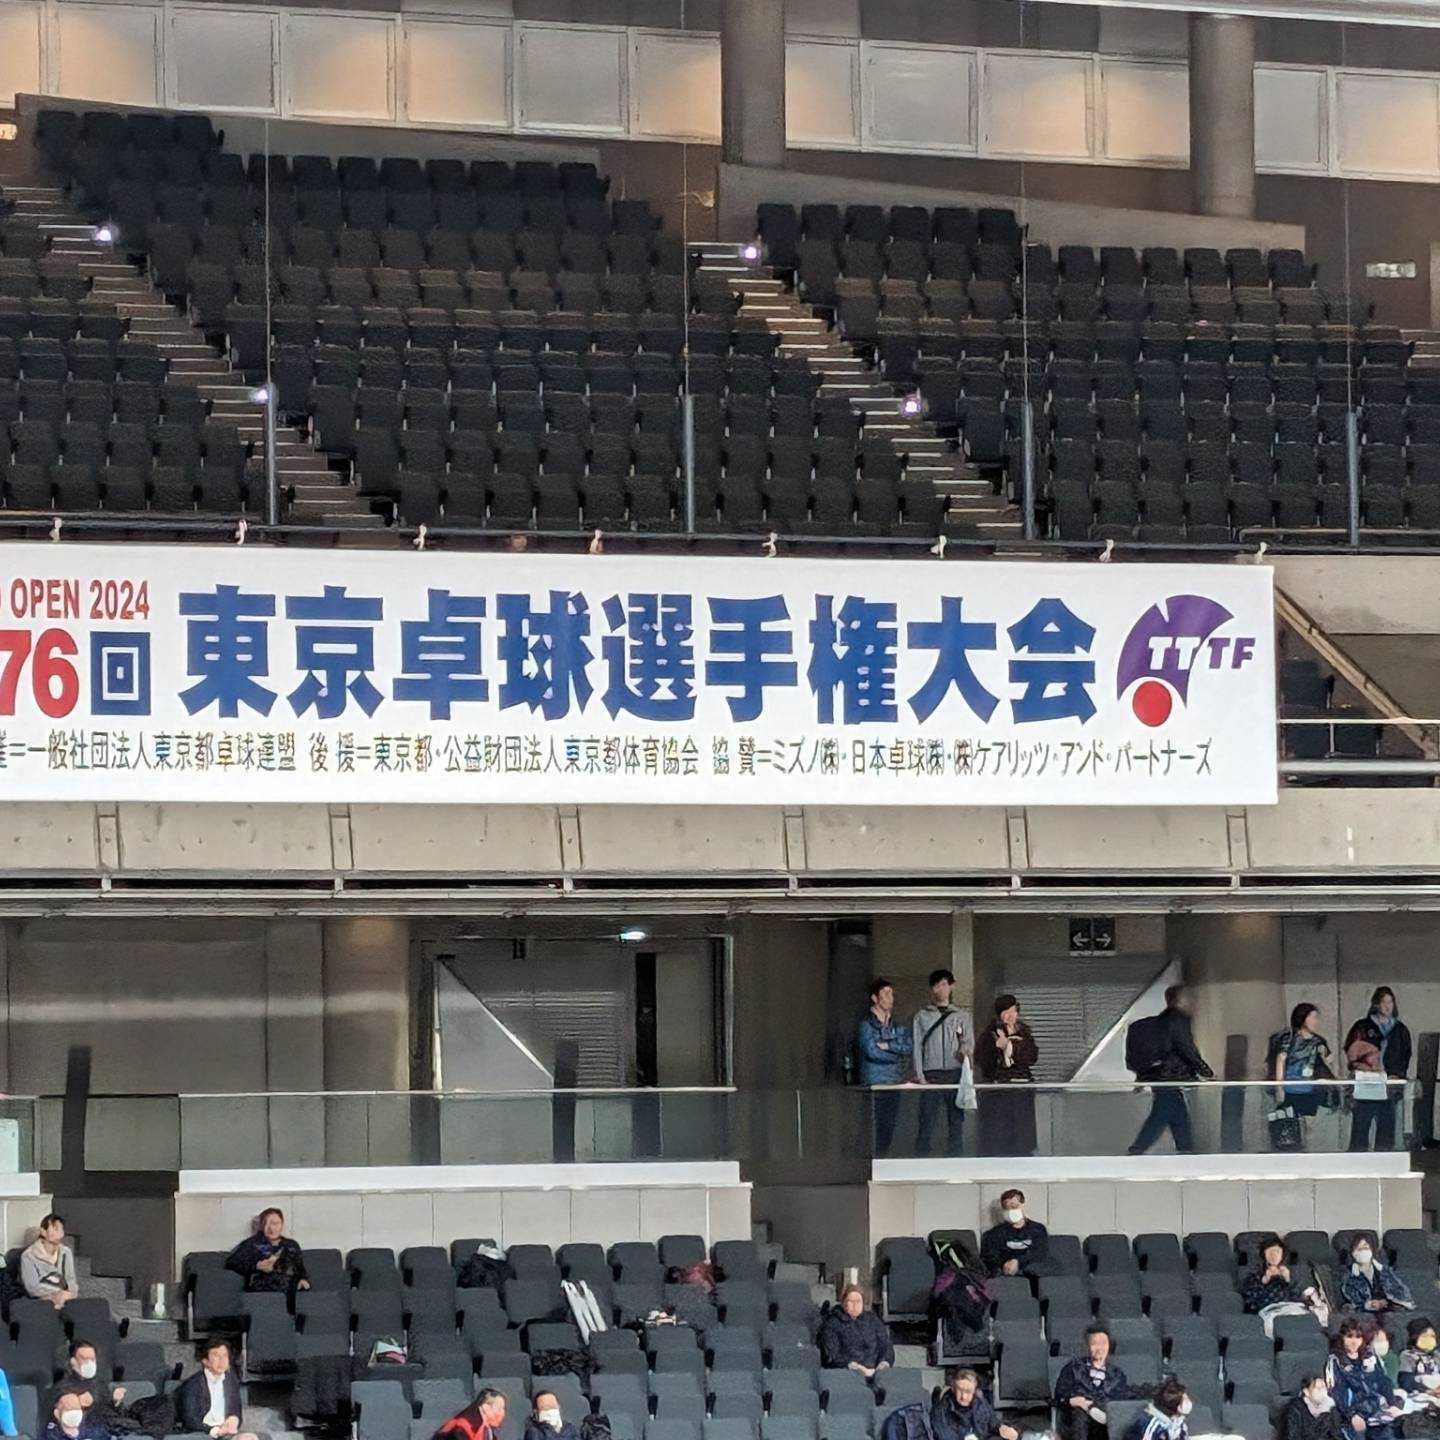 OPEN 2024
76回 東京卓球選手権大会 TTTF
催=一般社団法人東京都卓球連盟 後 援=東京都・公益財団法人東京都体育協会 協 賛=ミズノ㈱・日本卓球㈱・㈱ケアリッツ・アンド・パートナーズ